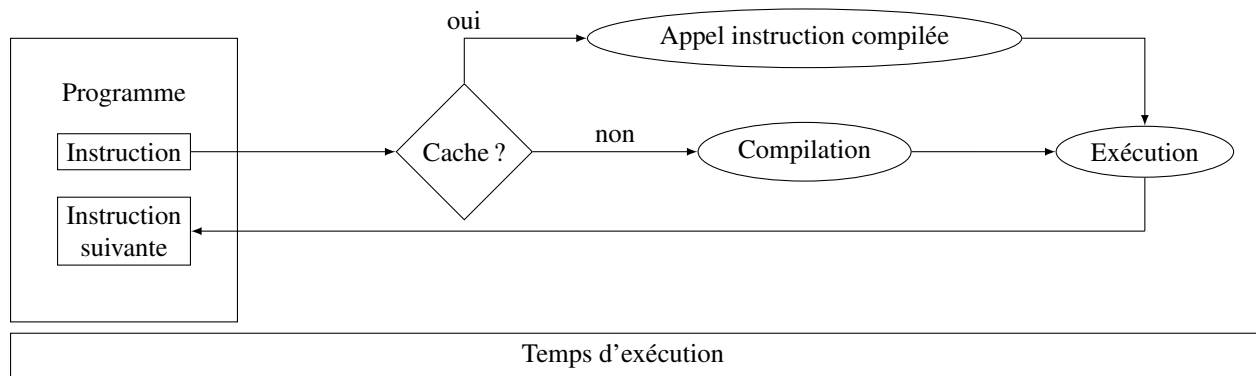 oui
Appel instruction compilée
Programme
Instruction
Cache ?
non
Compilation
Exécution
Instruction
suivante
Temps d'exécution